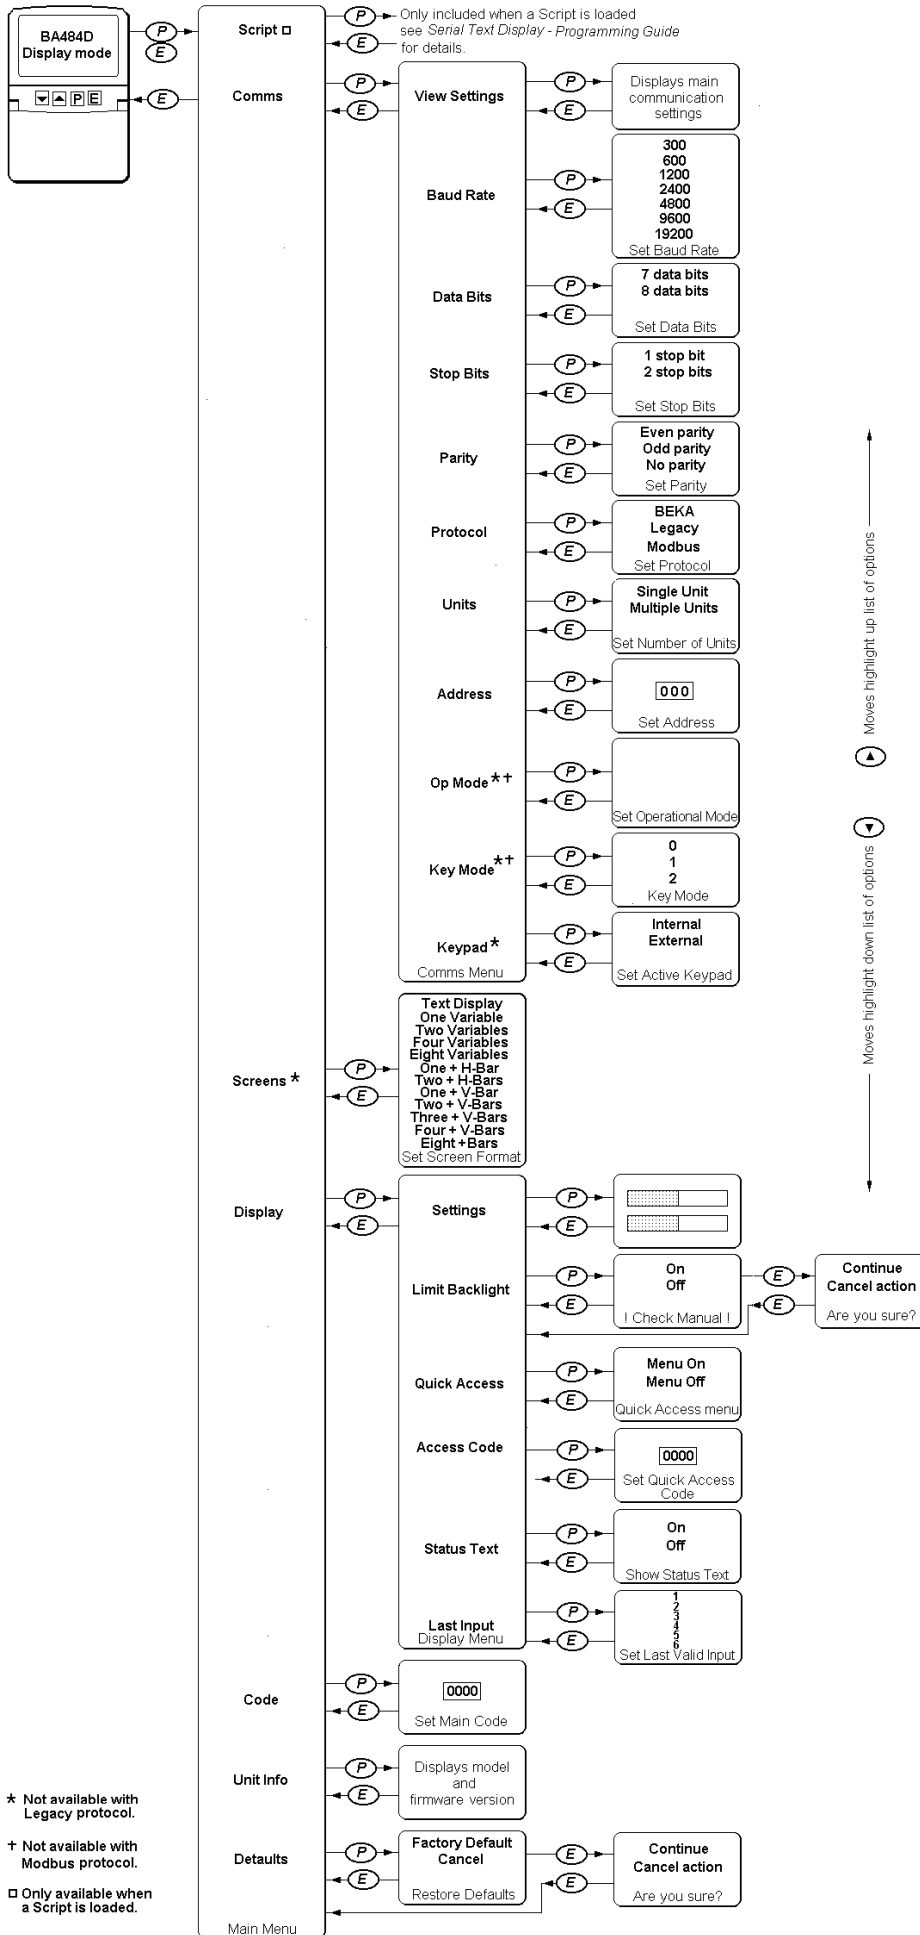 BA484D
Display mode
P
E
E
Script □
P
E
Only included when a Script is loaded
see Serial Text Display - Programming Guide
for details.
Comms
P
E
View Settings
P
E
Displays main
communication
settings
Baud Rate
P
E
300
600
1200
2400
4800
9600
19200
Set Baud Rate
Data Bits
P
E
7 data bits
8 data bits
Set Data Bits
Stop Bits
P
E
1 stop bit
2 stop bits
Set Stop Bits
Parity
P
E
Even parity
Odd parity
No parity
Set Parity
Protocol
P
E
BEKA
Legacy
Modbus
Set Protocol
Units
P
E
Single Unit
Multiple Units
Set Number of Units
Address
P
E
000
Set Address
Op Mode *†
P
E
Set Operational Mode
Key Mode *†
P
E
0
1
2
Key Mode
Keypad *
P
E
Internal
External
Set Active Keypad
Comms Menu
Screens *
P
E
Text Display
One Variable
Two Variables
Four Variables
Eight Variables
One + H-Bar
Two + H-Bars
One + V-Bar
Two + V-Bars
Three + V-Bars
Four + V-Bars
Eight +Bars
Set Screen Format
Display
P
E
Settings
P
E
Limit Backlight
P
E
On
Off
! Check Manual !
E
E
Continue
Cancel action
Are you sure?
Quick Access
P
E
Menu On
Menu Off
Quick Access menu
Access Code
P
E
0000
Set Quick Access
Code
Status Text
P
E
On
Off
Show Status Text
Last Input
P
E
1
2
3
4
5
6
Set Last Valid Input
Display Menu
Code
P
E
0000
Set Main Code
Unit Info
P
E
Displays model
and
firmware version
Defaults
P
E
Factory Default
Cancel
Restore Defaults
E
E
Continue
Cancel action
Are you sure?
Main Menu
Moves highlight up list of options
Moves highlight down list of options
* Not available with
Legacy protocol.
† Not available with
Modbus protocol.
□ Only available when
a Script is loaded.